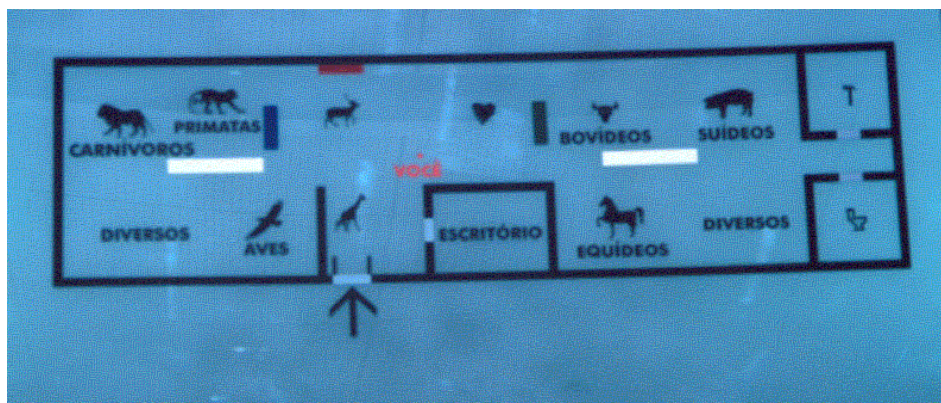 PRIMATAS
CARNÍVOROS
BOVÍDEOS
SUÍDEOS
VOCÊ
DIVERSOS
AVES
ESCRITÓRIO
EQUÍDEOS
DIVERSOS